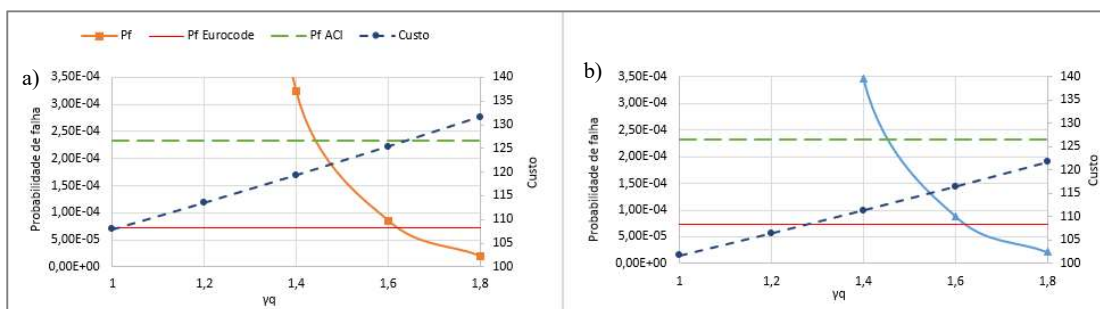 Pf Pf Eurocode Pf ACI Custo
a)
3,50E-04
3,00E-04
2,50E-04
2,00E-04
1,50E-04
1,00E-04
5,00E-05
0,00E+00
Probabilidade de falha
140
135
130
125
120
115
110
105
100
Custo
1 1,2 1,4 1,6 1,8
γq
b)
3,50E-04
3,00E-04
2,50E-04
2,00E-04
1,50E-04
1,00E-04
5,00E-05
0,00E+00
Probabilidade de falha
140
135
130
125
120
115
110
105
100
Custo
1 1,2 1,4 1,6 1,8
γq